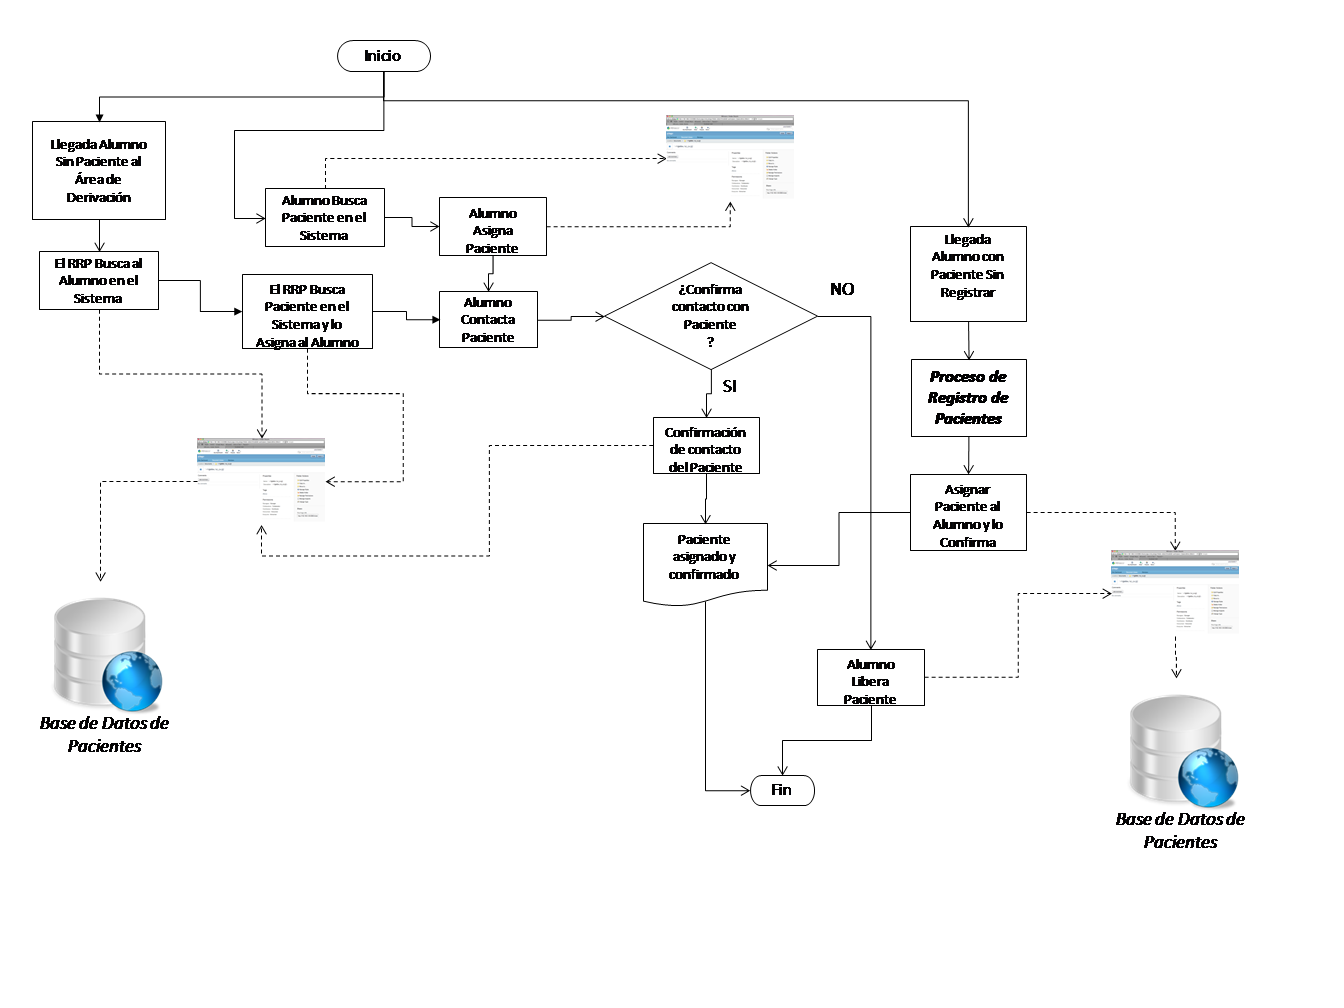 Inicio
Llegada Alumno
Sin Paciente al
Área de
Derivación
Alumno Busca
Paciente en el
Sistema
Alumno
Asigna
Paciente
El RRP Busca al
Alumno en el
Sistema
El RRP Busca
Paciente en el
Sistema y lo
Asigna al Alumno
Alumno
Contacta
Paciente
¿Confirma
contacto con
Paciente
?
NO
SI
Llegada
Alumno con
Paciente Sin
Registrar
Proceso de
Registro de
Pacientes
Confirmación
de contacto
del Paciente
Asignar
Paciente al
Alumno y lo
Confirma
Paciente
asignado y
confirmado
Alumno
Libera
Paciente
Base de Datos de
Pacientes
Fin
Base de Datos de
Pacientes